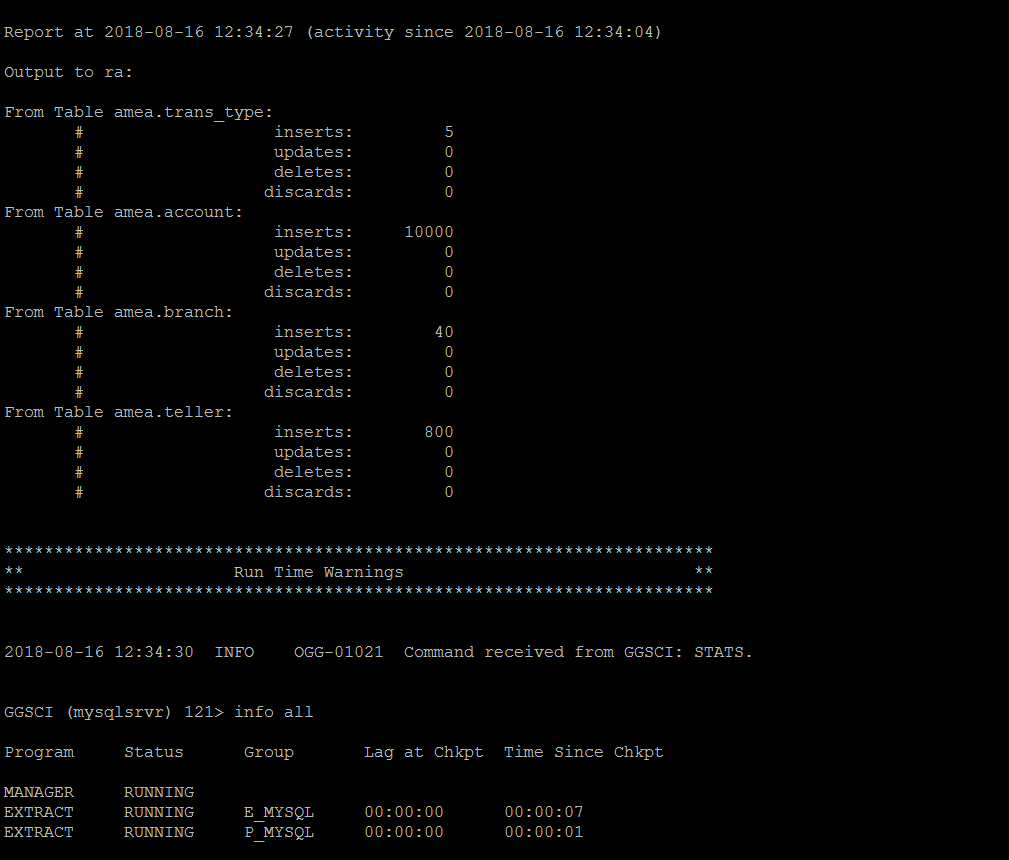 Report at 2018-08-16 12:34:27 (activity since 2018-08-16 12:34:04)
Output to ra:
From Table amea.trans_type:
# inserts: 5
# updates: 0
# deletes: 0
# discards: 0
From Table amea.account:
# inserts: 10000
# updates: 0
# deletes: 0
# discards: 0
From Table amea.branch:
# inserts: 40
# updates: 0
# deletes: 0
# discards: 0
From Table amea.teller:
# inserts: 800
# updates: 0
# deletes: 0
# discards: 0
***********************************************************************
** Run Time Warnings **
***********************************************************************
2018-08-16 12:34:30 INFO OGG-01021 Command received from GGSCI: STATS.
GGSCI (mysqlsrvr) 121> info all
Program Status Group Lag at Chkpt Time Since Chkpt
MANAGER RUNNING
EXTRACT RUNNING E_MYSQL 00:00:00 00:00:07
EXTRACT RUNNING P_MYSQL 00:00:00 00:00:01